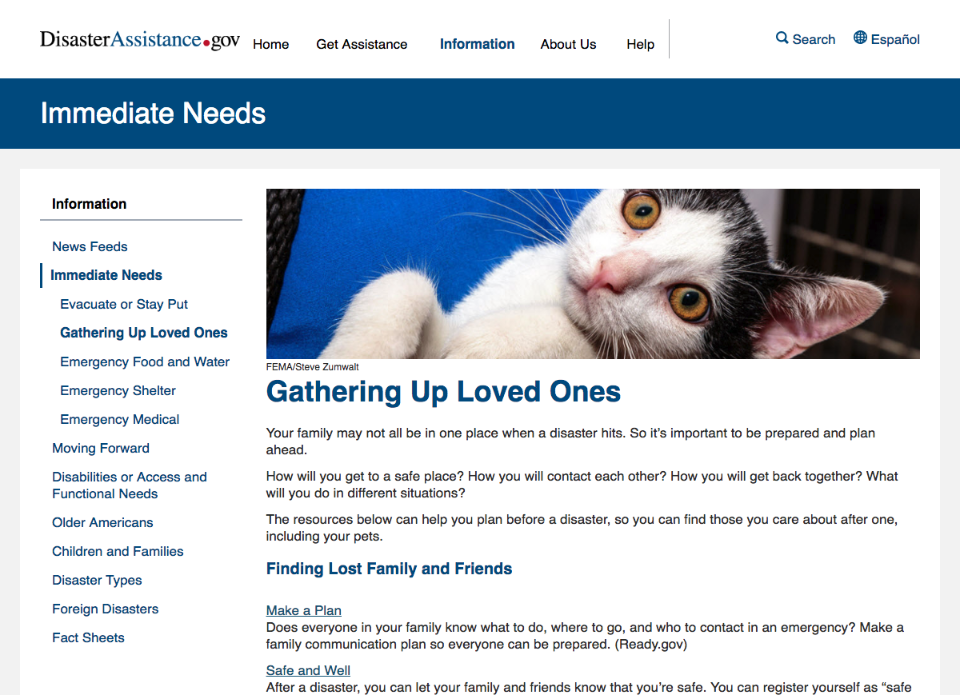 DisasterAssistance.gov
Home
Get Assistance
Information
About Us
Help
Search
Español
Immediate Needs
Information
News Feeds
Immediate Needs
Evacuate or Stay Put
Gathering Up Loved Ones
Emergency Food and Water
Emergency Shelter
Emergency Medical
Moving Forward
Disabilities or Access and
Functional Needs
Older Americans
Children and Families
Disaster Types
Foreign Disasters
Fact Sheets
FEMA/Steve Zumwalt
Gathering Up Loved Ones
Your family may not all be in one place when a disaster hits. So it’s important to be prepared and plan
ahead.
How will you get to a safe place? How you will contact each other? How you will get back together? What
will you do in different situations?
The resources below can help you plan before a disaster, so you can find those you care about after one,
including your pets.
Finding Lost Family and Friends
Make a Plan
Does everyone in your family know what to do, where to go, and who to contact in an emergency? Make a
family communication plan so everyone can be prepared. (Ready.gov)
Safe and Well
After a disaster, you can let your family and friends know that you’re safe. You can register yourself as “safe